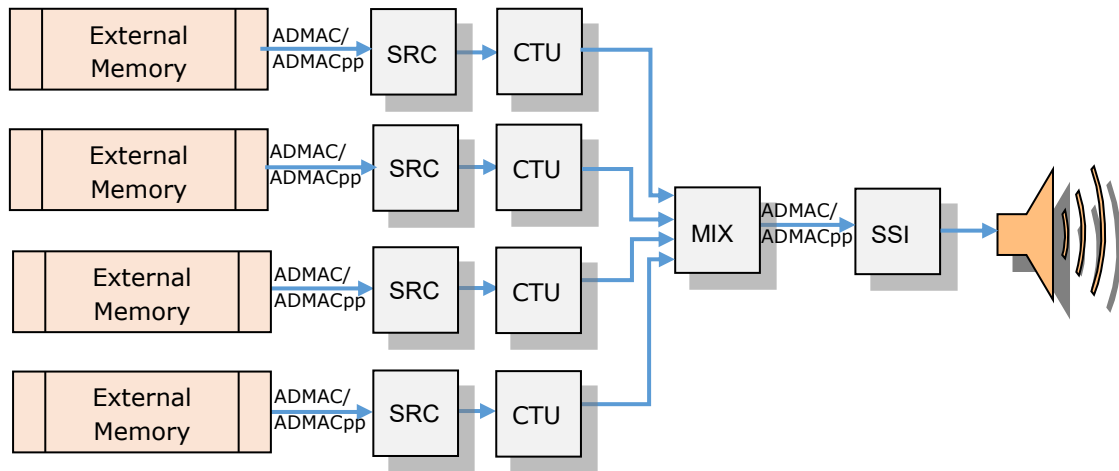 External
Memory
ADMAC/
ADMACpp
SRC
CTU
External
Memory
ADMAC/
ADMACpp
SRC
CTU
MIX
ADMAC/
ADMACpp
SSI
External
Memory
ADMAC/
ADMACpp
SRC
CTU
External
Memory
ADMAC/
ADMACpp
SRC
CTU